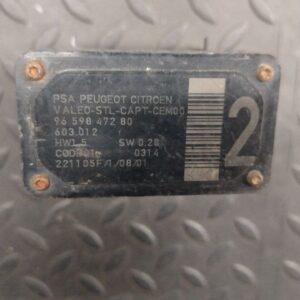 PSA PEUGEOT CITROEN
VALEO-STL-CAPT-CEM00
96 598 472 80
603.012
HW1.5 SW 0.28
0314
221105F/1/08/01
2